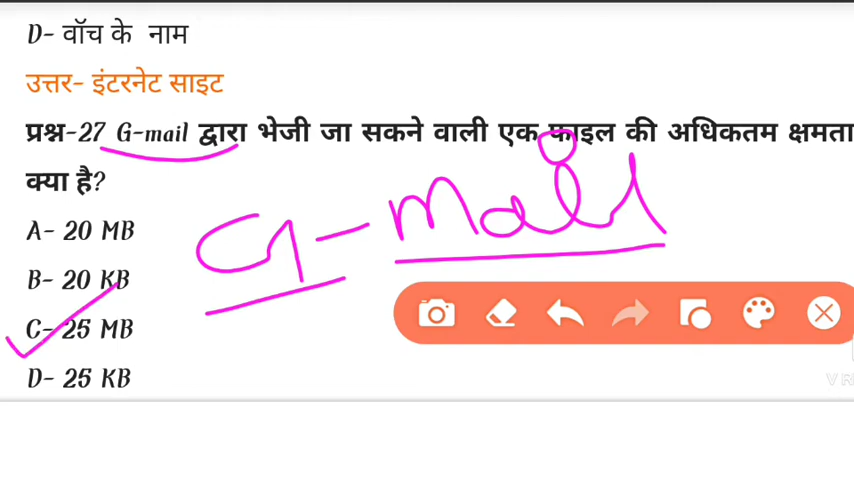 D- वॉच के नाम
उत्तर- इंटरनेट साइट
प्रश्न-27 G-mail द्वारा भेजी जा सकने वाली एक फाइल की अधिकतम क्षमता
क्या है?
A- 20 MB
G-mail
B- 20 KB
C- 25 MB
D- 25 KB
VR